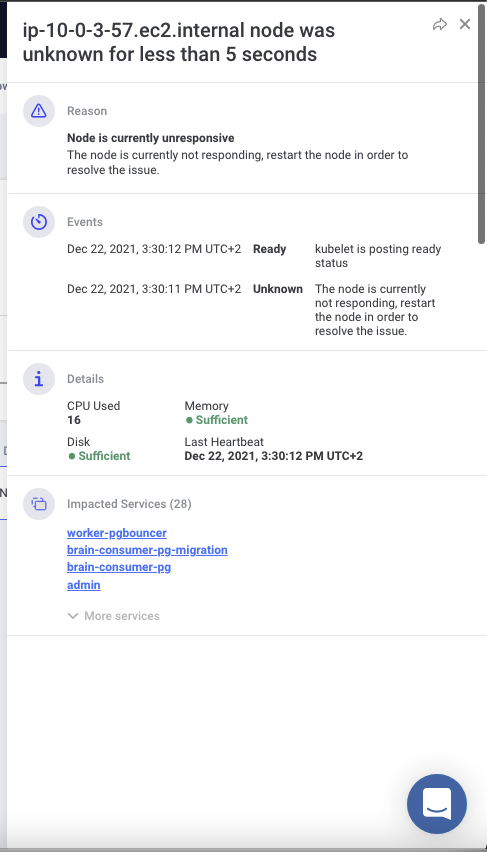 ip-10-0-3-57.ec2.internal node was
unknown for less than 5 seconds
Reason
Node is currently unresponsive
The node is currently not responding, restart the node in order to
resolve the issue.
Events
Dec 22, 2021, 3:30:12 PM UTC+2 Ready kubelet is posting ready
status
Dec 22, 2021, 3:30:11 PM UTC+2 Unknown The node is currently
not responding, restart
the node in order to
resolve the issue.
Details
CPU Used Memory
16 Sufficient
Disk Last Heartbeat
Sufficient Dec 22, 2021, 3:30:12 PM UTC+2
Impacted Services (28)
worker-pgbouncer
brain-consumer-pg-migration
brain-consumer-pg
admin
More services